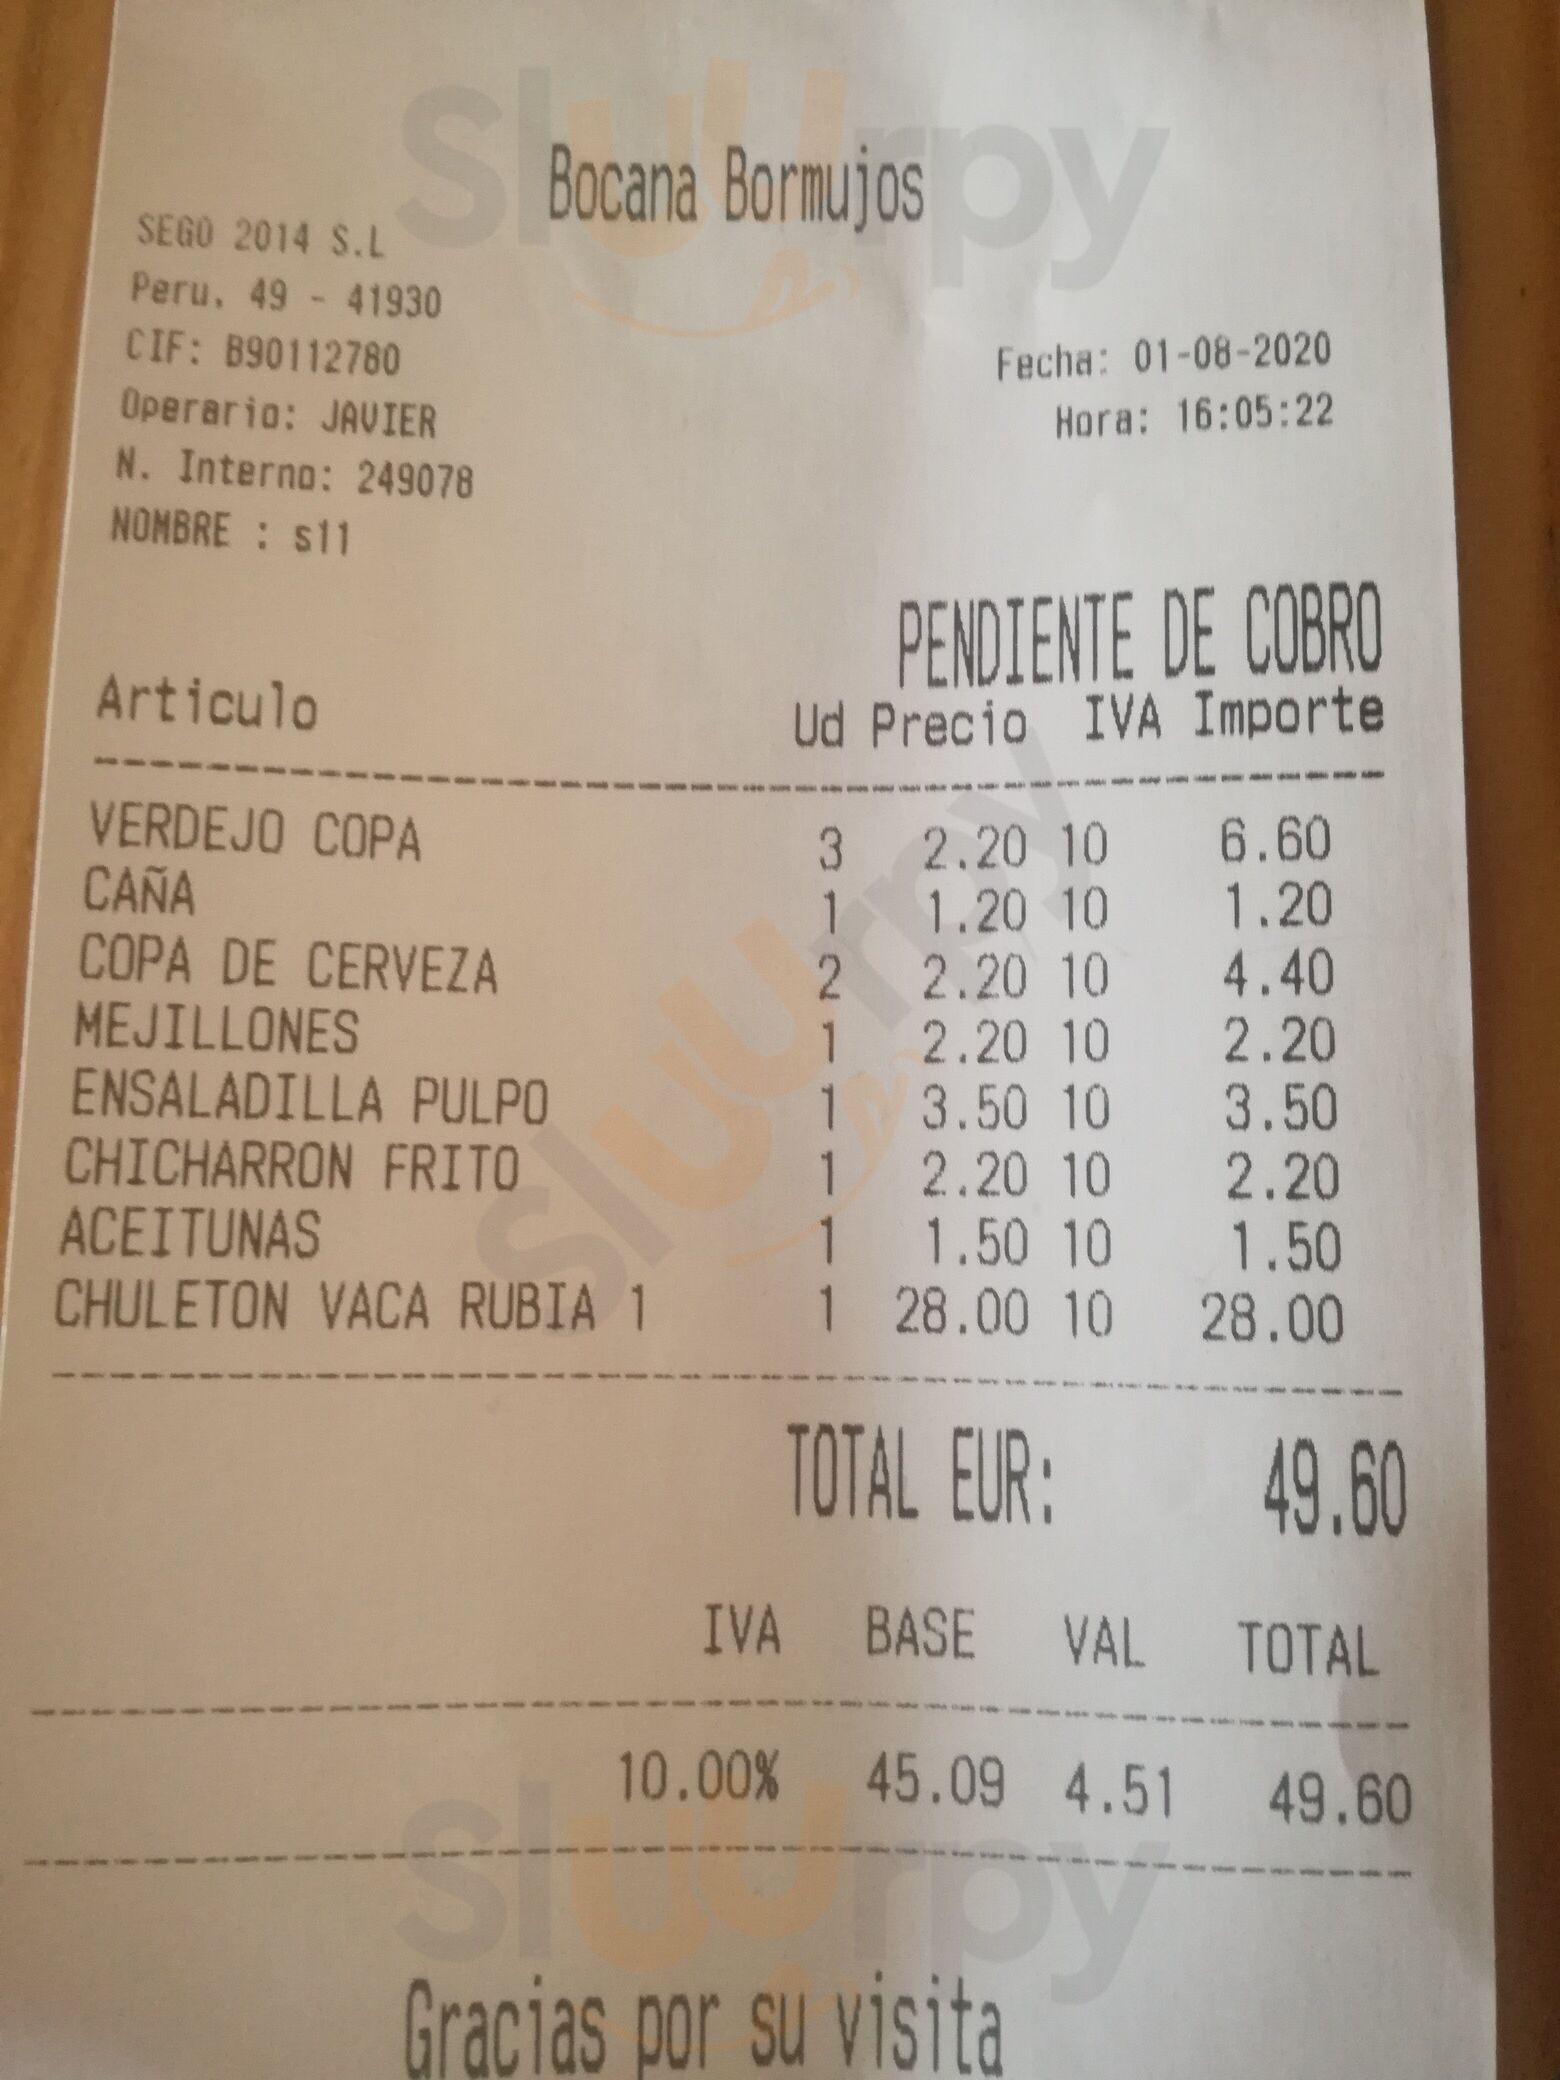 Sluurpy
Bocana Bormujos
SEGO 2014 S.L
Peru. 49 - 41930
CIF: B90112780
Fecha: 01-08-2020
Operario: JAVIER
Hora: 16:05:22
N. Interno: 249078
NOMBRE : s11
PENDIENTE DE COBRO
Articulo Ud Precio IVA Importe
VERDEJO COPA 3 2.20 10 6.60
CAÑA 1 1.20 10 1.20
COPA DE CERVEZA 2 2.20 10 4.40
MEJILLONES 1 2.20 10 2.20
ENSALADILLA PULPO 1 3.50 10 3.50
CHICHARRON FRITO 1 2.20 10 2.20
ACEITUNAS 1 1.50 10 1.50
CHULETON VACA RUBIA 1 1 28.00 10 28.00
Sluurpy
TOTAL EUR: 49.60
IVA BASE VAL TOTAL
10.00% 45.09 4.51 49.60
Sluurpy
Gracias por su visita